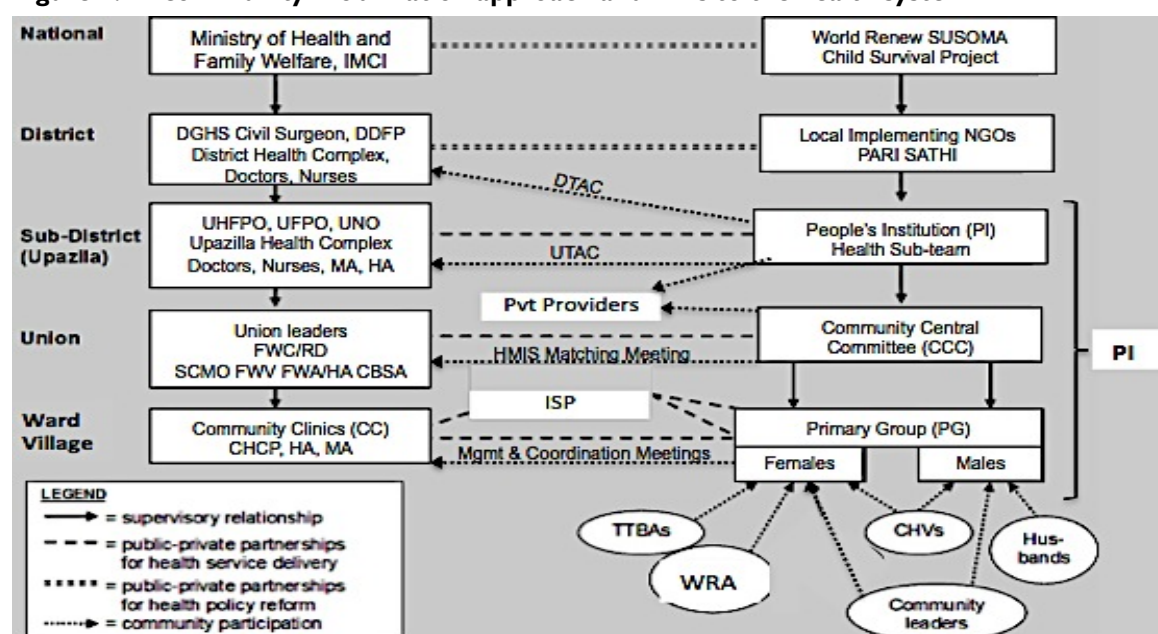 National
Ministry of Health and
Family Welfare, IMCI
World Renew SUSOMA
Child Survival Project
District
DGHS Civil Surgeon, DDFP
District Health Complex,
Doctors, Nurses
Local Implementing NGOs
PARI SATHI
DTAC
Sub-District
(Upazila)
UHFPO, UFPO, UNO
Upazilla Health Complex
Doctors, Nurses, MA, HA
UTAC
People's Institution (PI)
Health Sub-team
Pvt Providers
Union
Union leaders
FWC/RD
SCMO FWV FWA/HA CBSA
HMIS Matching Meeting
Community Central
Committee (CCC)
PI
ISP
Ward
Village
Community Clinics (CC)
CHCP, HA, MA
Mgmt & Coordination Meetings
Primary Group (PG)
Females
Males
LEGEND
= supervisory relationship
= public-private partnerships
for health service delivery
= public-private partnerships
for health policy reform
= community participation
TTBAs
WRA
CHVs
Hus-
bands
Community
leaders